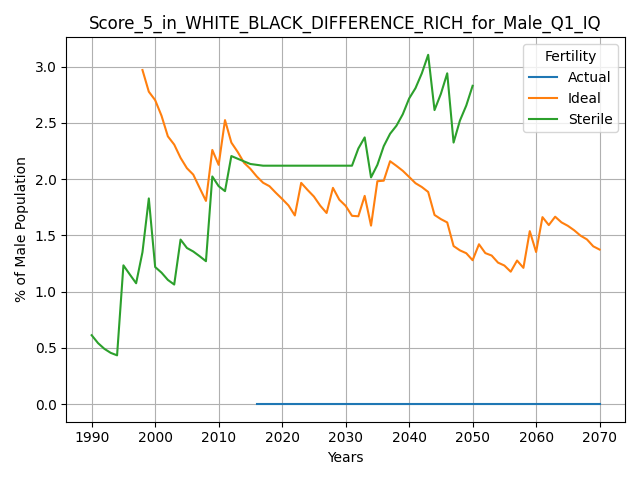 Score_5_in_WHITE_BLACK_DIFFERENCE_RICH_for_Male_Q1_IQ
Fertility
Actual
Ideal
Sterile
% of Male Population
3.0
2.5
2.0
1.5
1.0
0.5
0.0
1990 2000 2010 2020 2030 2040 2050 2060 2070
Years